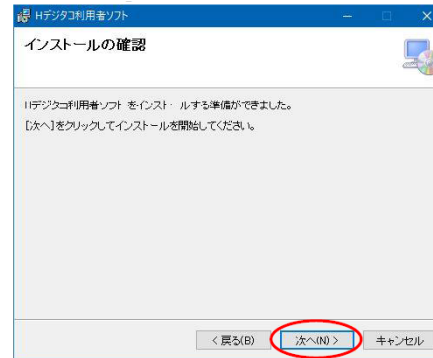 Hデジタコ利用者ソフト
インストールの確認
Hデジタコ利用者ソフト をインストールする準備ができました。
[次へ]をクリックしてインストールを開始してください。
< 戻る(B)
次へ(N) >
キャンセル